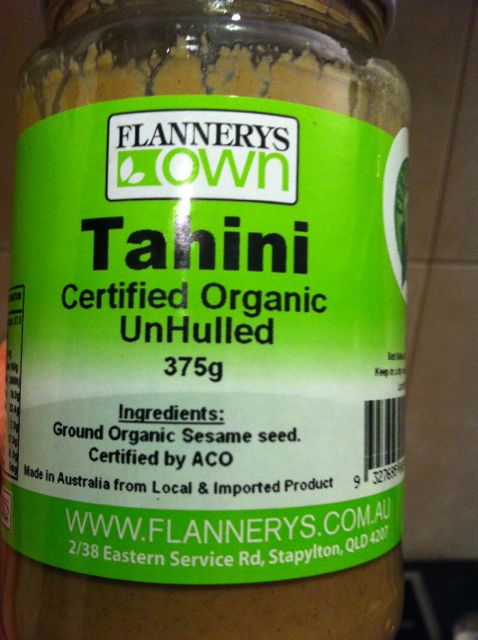 FLANNERYS
OWN
Tahini
Certified Organic
UnHulled
375g
Ingredients:
Ground Organic Sesame seed.
Certified by ACO
Made in Australia from Local & Imported Product
WWW.FLANNERYS.COM.AU
2/38 Eastern Service Rd, Stapylton, QLD 4207